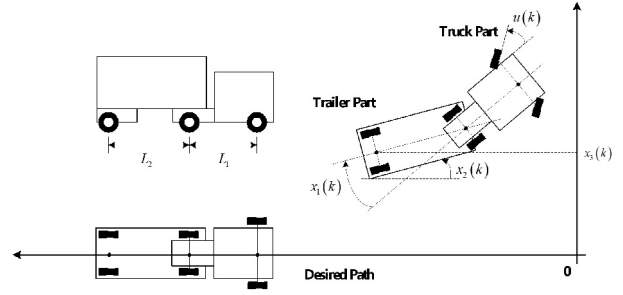 Truck Part
u(k)
Trailer Part
L₂
L₁
x₁(k)
x₂(k)
x₃(k)
Desired Path
0